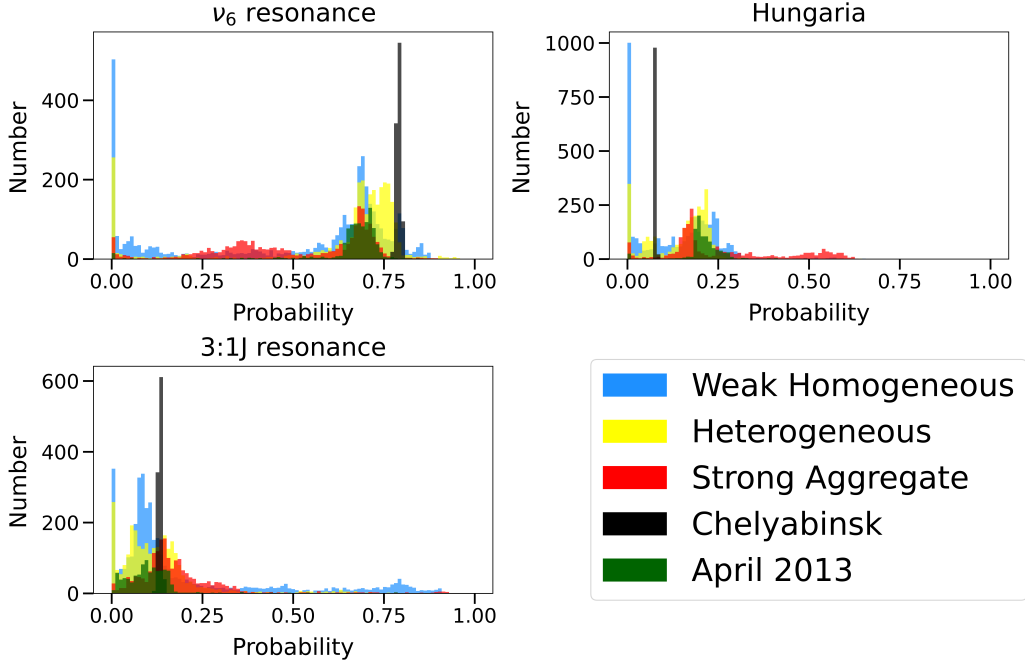 ν₆ resonance
Number
400
200
0
0.00 0.25 0.50 0.75 1.00
Probability
Hungaria
Number
1000
750
500
250
0
0.00 0.25 0.50 0.75 1.00
Probability
3:1J resonance
Number
600
400
200
0
0.00 0.25 0.50 0.75 1.00
Probability
Weak Homogeneous
Heterogeneous
Strong Aggregate
Chelyabinsk
April 2013